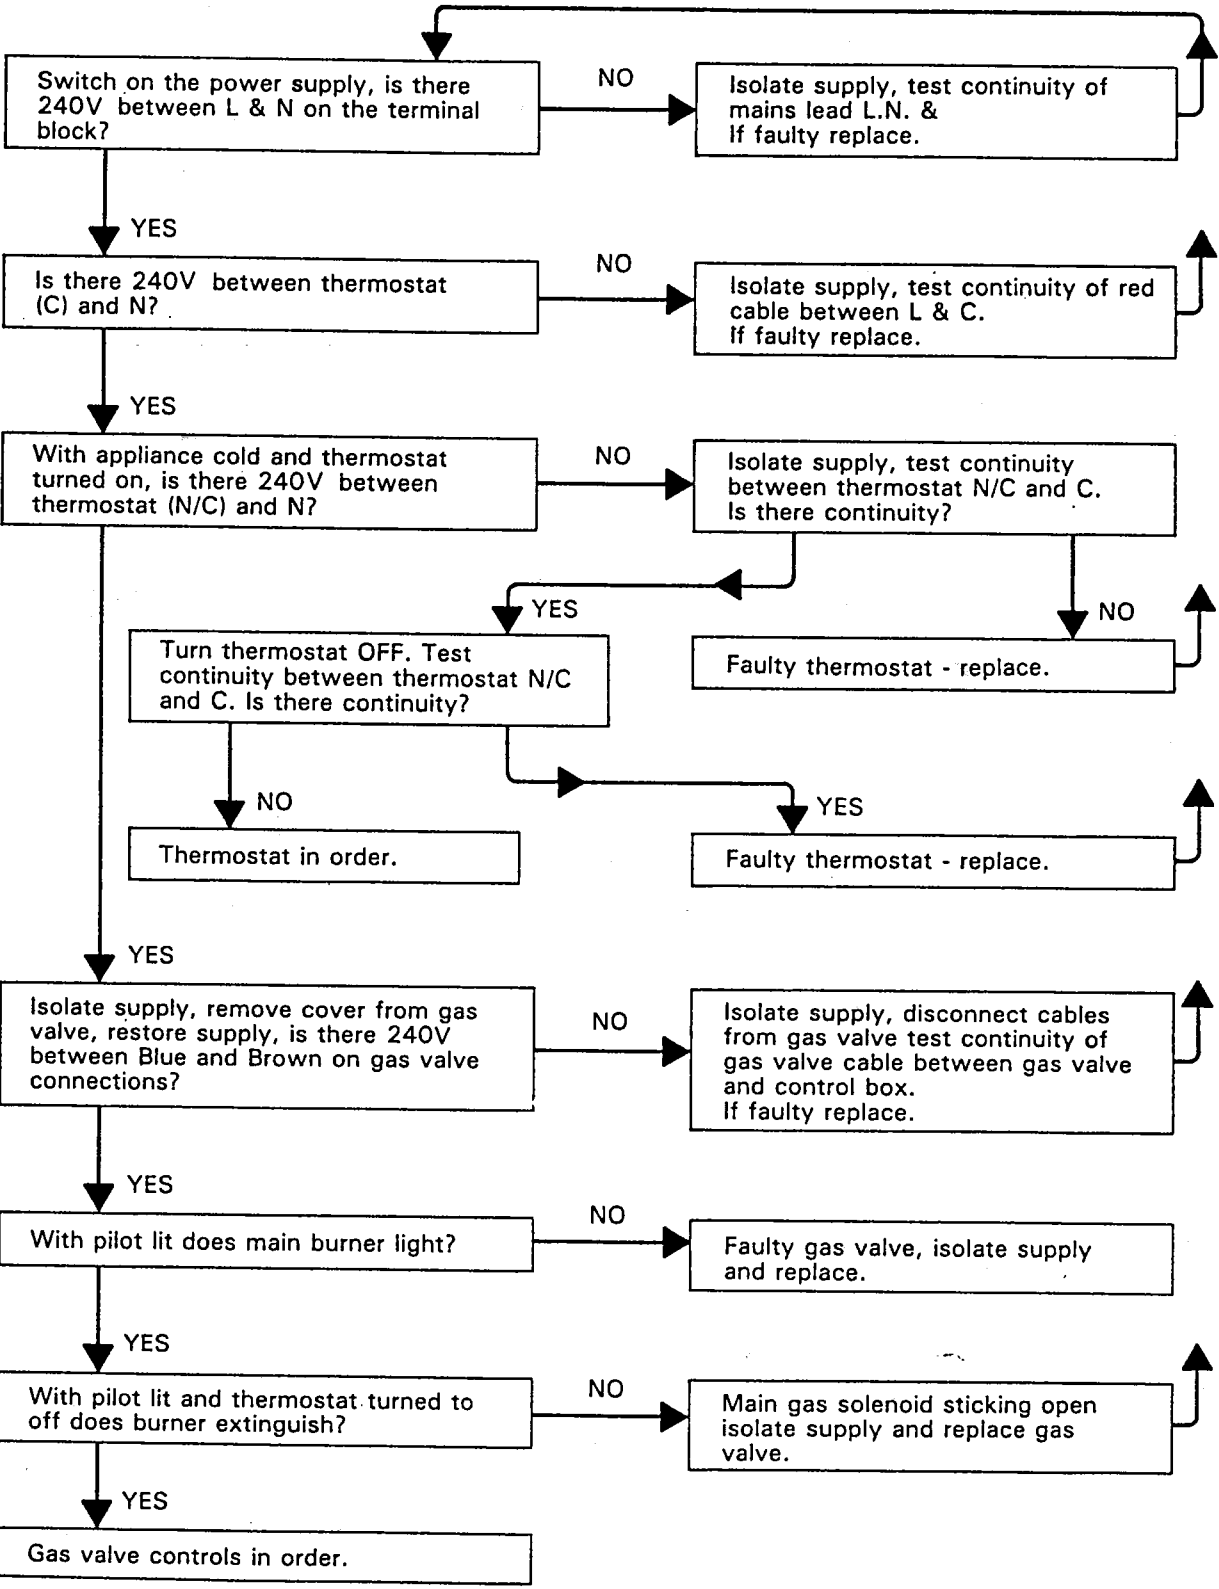 Switch on the power supply, is there
240V between L & N on the terminal
block?
NO
Isolate supply, test continuity of
mains lead L.N. &
If faulty replace.
YES
Is there 240V between thermostat
(C) and N?
NO
Isolate supply, test continuity of red
cable between L & C.
If faulty replace.
YES
With appliance cold and thermostat
turned on, is there 240V between
thermostat (N/C) and N?
NO
Isolate supply, test continuity
between thermostat N/C and C.
Is there continuity?
YES
NO
Turn thermostat OFF. Test
continuity between thermostat N/C
and C. Is there continuity?
Faulty thermostat - replace.
NO
YES
Thermostat in order.
Faulty thermostat - replace.
YES
Isolate supply, remove cover from gas
valve, restore supply, is there 240V
between Blue and Brown on gas valve
connections?
NO
Isolate supply, disconnect cables
from gas valve test continuity of
gas valve cable between gas valve
and control box.
If faulty replace.
YES
With pilot lit does main burner light?
NO
Faulty gas valve, isolate supply
and replace.
YES
With pilot lit and thermostat turned to
off does burner extinguish?
NO
Main gas solenoid sticking open
isolate supply and replace gas
valve.
YES
Gas valve controls in order.